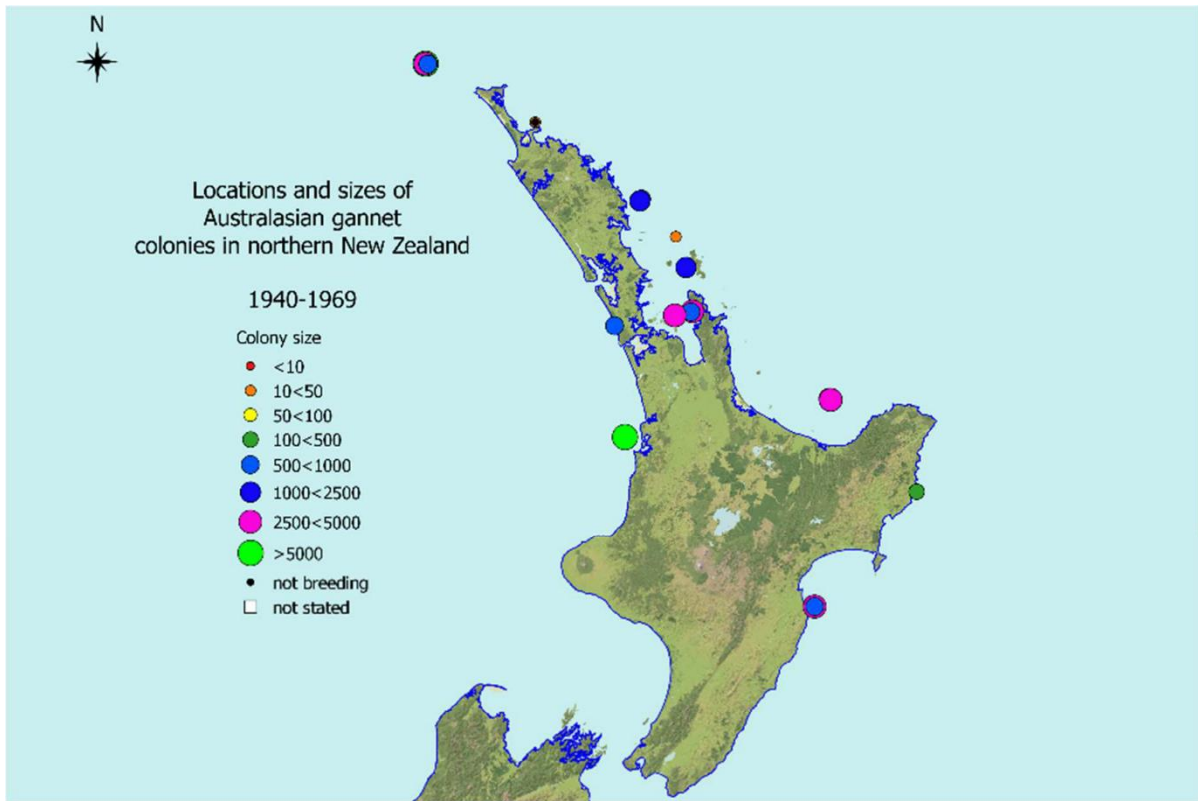 N
Locations and sizes of
Australasian gannet
colonies in northern New Zealand
1940-1969
Colony size
<10
10<50
50<100
100<500
500<1000
1000<2500
2500<5000
>5000
not breeding
not stated